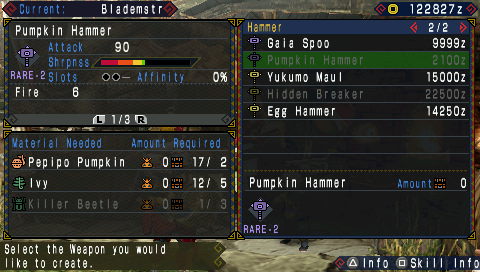 Current: Blademstr
122827z
Pumpkin Hammer
Attack 90
Shrpnss
Slots Affinity 0%
RARE-2
Fire 6
L 1/3 R
Material Needed Amount Required
Pepipo Pumpkin 0 17/ 2
Ivy 0 12/ 5
Killer Beetle 0 1/ 3
Hammer 2/2
Gaia Spoo 9999z
Pumpkin Hammer 2100z
Yukumo Maul 15000z
Hidden Breaker 22500z
Egg Hammer 14250z
Pumpkin Hammer Amount 0
RARE-2
Select the Weapon you would
like to create.
Info Skill Info